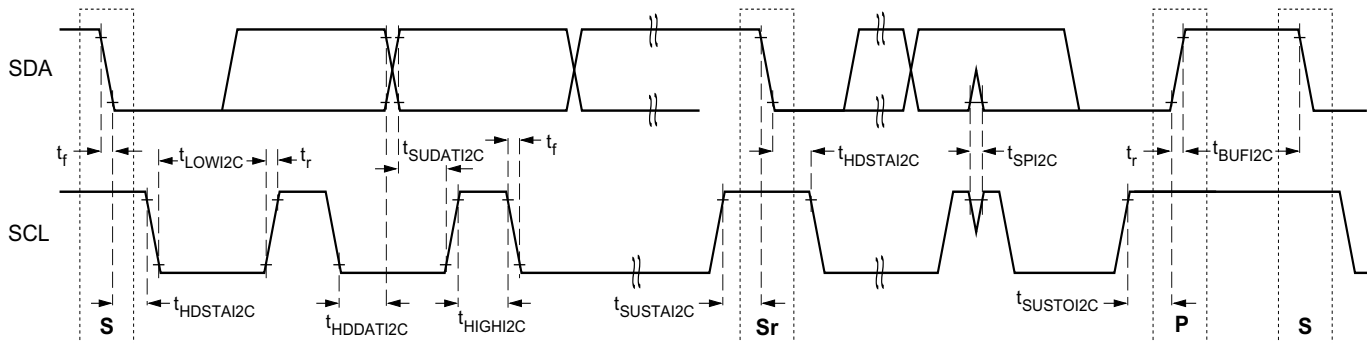 SDA
t_f
t_LOWI2C
t_r
t_SUDATI2C
t_f
t_HDSTAI2C
t_SPI2C
t_r
t_BUFI2C
SCL
t_HDSTAI2C
t_HDDATI2C
t_HIGHI2C
t_SUSTAI2C
t_SUSTOI2C
S
Sr
P
S